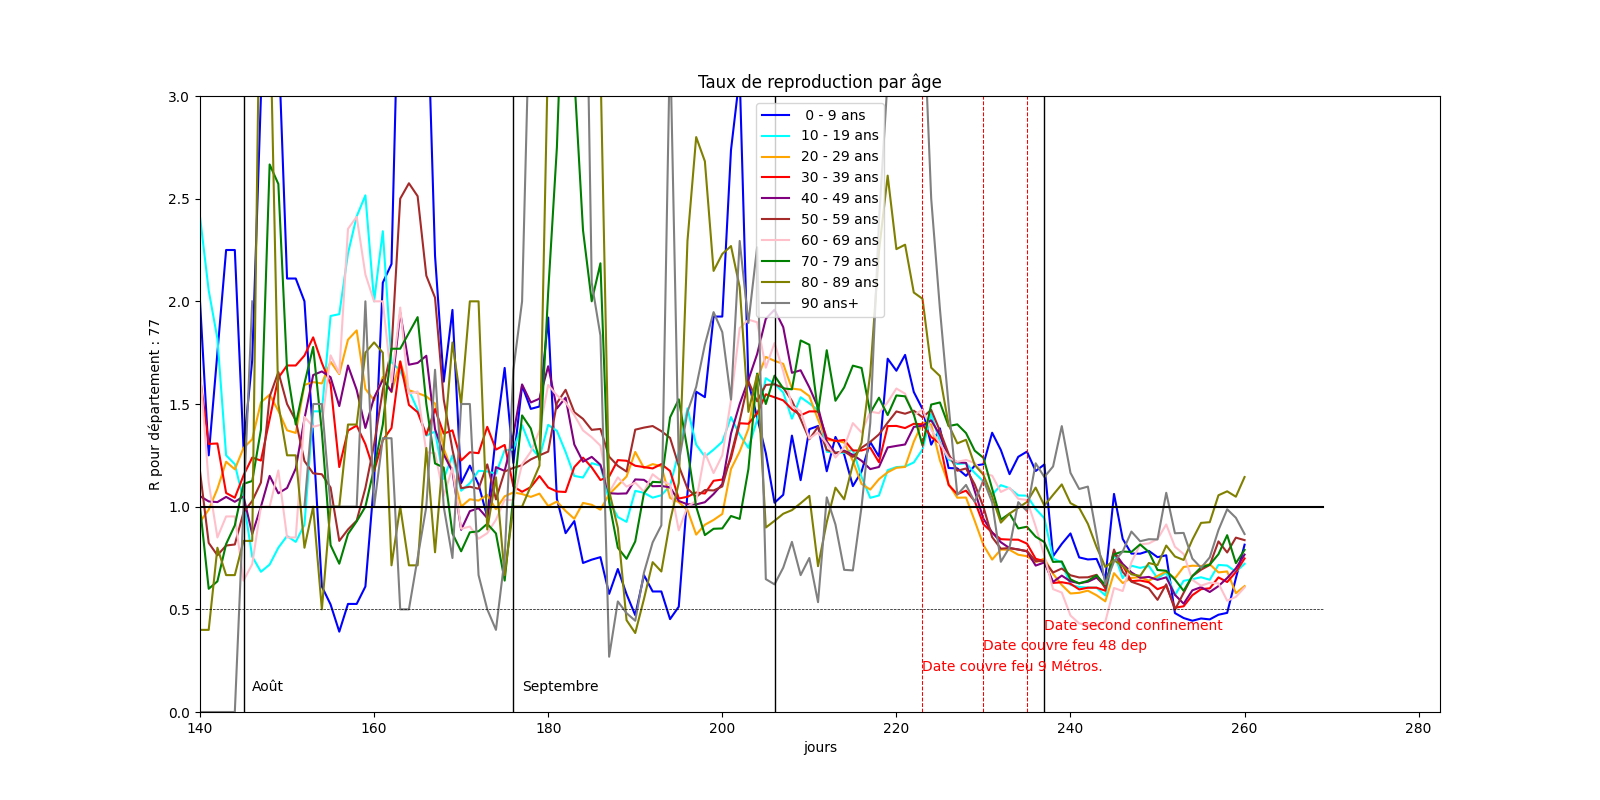 Taux de reproduction par âge
3.0
2.5
2.0
1.5
1.0
0.5
0.0
R pour département : 77
0 - 9 ans
10 - 19 ans
20 - 29 ans
30 - 39 ans
40 - 49 ans
50 - 59 ans
60 - 69 ans
70 - 79 ans
80 - 89 ans
90 ans+
Date second confinement
Date couvre feu 48 dep
Date couvre feu 9 Métros.
Août
Septembre
140 160 180 200 220 240 260 280
jours